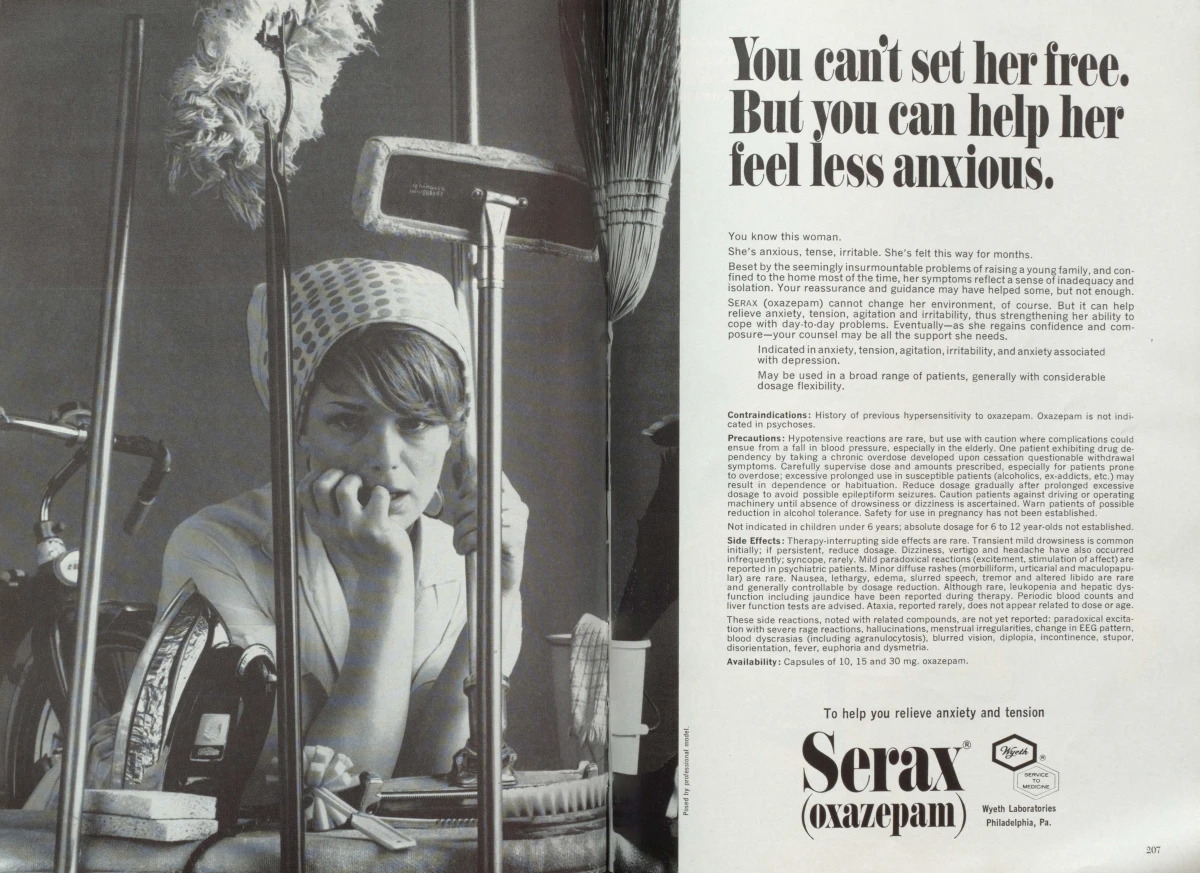 You can't set her free.
But you can help her
feel less anxious.
You know this woman.
She's anxious, tense, irritable. She's felt this way for months.
Beset by the seemingly insurmountable problems of raising a young family, and con-
fined to the home most of the time, her symptoms reflect a sense of inadequacy and
isolation. Your reassurance and guidance may have helped some, but not enough.
SERAX (oxazepam) cannot change her environment, of course. But it can help
relieve anxiety, tension, agitation and irritability, thus strengthening her ability to
cope with day-to-day problems. Eventually—as she regains confidence and com-
posure—your counsel may be all the support she needs.
Indicated in anxiety, tension, agitation, irritability, and anxiety associated
with depression.
May be used in a broad range of patients, generally with considerable
dosage flexibility.
Contraindications: History of previous hypersensitivity to oxazepam. Oxazepam is not indi-
cated in psychoses.
Precautions: Hypotensive reactions are rare, but use with caution where complications could
ensue from a fall in blood pressure, especially in the elderly. One patient exhibiting drug de-
pendency by taking a chronic overdose developed upon cessation questionable withdrawal
symptoms. Carefully supervise dose and amounts prescribed, especially for patients prone
to overdose; excessive prolonged use in susceptible patients (alcoholics, ex-addicts, etc.) may
result in dependence or habituation. Reduce dosage gradually after prolonged excessive
dosage to avoid possible epileptiform seizures. Caution patients against driving or operating
machinery until absence of drowsiness or dizziness is ascertained. Warn patients of possible
reduction in alcohol tolerance. Safety for use in pregnancy has not been established.
Not indicated in children under 6 years; absolute dosage for 6 to 12 year-olds not established.
Side Effects: Therapy-interrupting side effects are rare. Transient mild drowsiness is common
initially; if persistent, reduce dosage. Dizziness, vertigo and headache have also occurred
infrequently; syncope, rarely. Mild paradoxical reactions (excitement, stimulation of affect) are
reported in psychiatric patients. Minor diffuse rashes (morbilliform, urticarial and maculopapu-
lar) are rare. Nausea, lethargy, edema, slurred speech, tremor and altered libido are rare
and generally controllable by dosage reduction. Although rare, leukopenia and hepatic dys-
function including jaundice have been reported during therapy. Periodic blood counts and
liver function tests are advised. Ataxia, reported rarely, does not appear related to dose or age.
These side reactions, noted with related compounds, are not yet reported: paradoxical excita-
tion with severe rage reactions, hallucinations, menstrual irregularities, change in EEG pattern,
blood dyscrasias (including agranulocytosis), blurred vision, diplopia, incontinence, stupor,
disorientation, fever, euphoria and dysmetria.
Availability: Capsules of 10, 15 and 30 mg. oxazepam.
To help you relieve anxiety and tension
Serax®
(oxazepam)
Wyeth ®
SERVICE
TO
MEDICINE
Wyeth Laboratories
Philadelphia, Pa.
Posed by professional model.
207